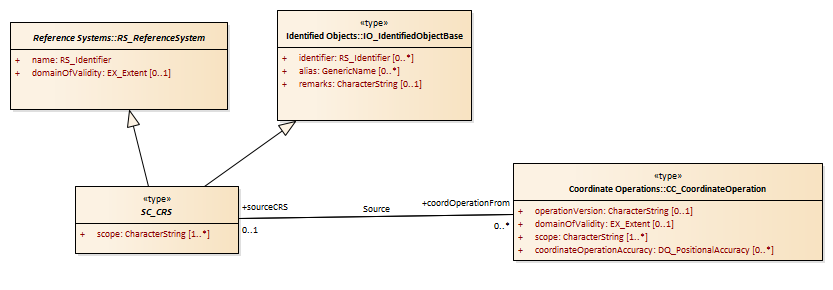 Reference Systems::RS_ReferenceSystem
+ name: RS_Identifier
+ domainOfValidity: EX_Extent [0..1]
«type»
Identified Objects::IO_IdentifiedObjectBase
+ identifier: RS_Identifier [0..*]
+ alias: GenericName [0..*]
+ remarks: CharacterString [0..1]
«type»
SC_CRS
+ scope: CharacterString [1..*]
+sourceCRS
0..1
Source
+coordOperationFrom
0..*
«type»
Coordinate Operations::CC_CoordinateOperation
+ operationVersion: CharacterString [0..1]
+ domainOfValidity: EX_Extent [0..1]
+ scope: CharacterString [1..*]
+ coordinateOperationAccuracy: DQ_PositionalAccuracy [0..*]